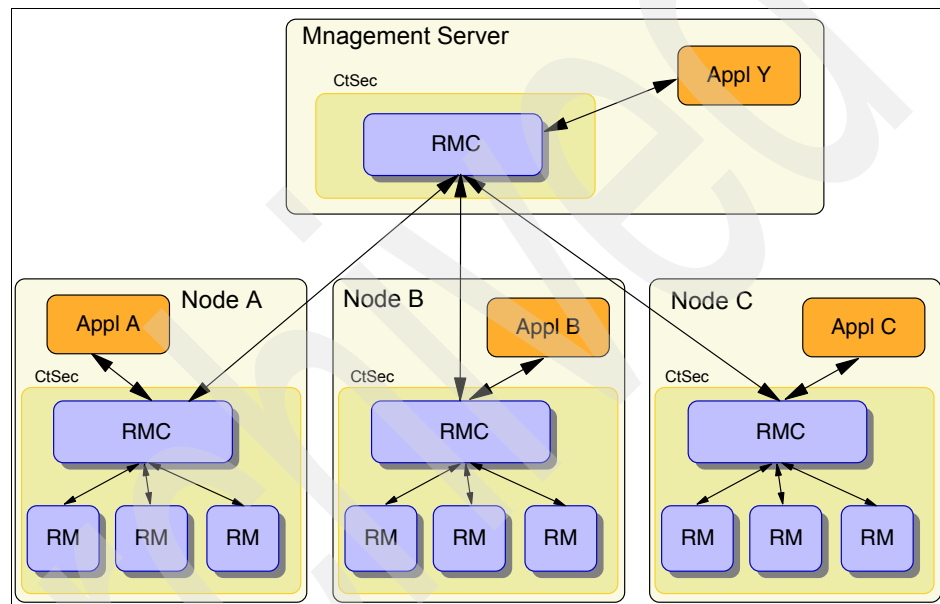 Mnagement Server
Appl Y
CtSec
RMC
Node A
Node B
Node C
Appl A
Appl B
Appl C
CtSec
CtSec
CtSec
RMC
RMC
RMC
RM RM RM
RM RM RM
RM RM RM